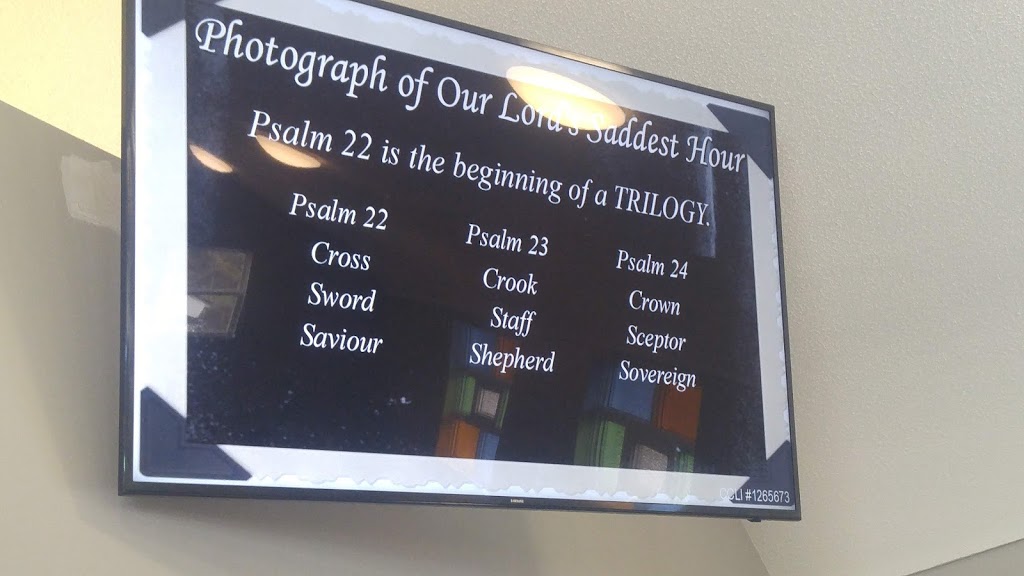 Photograph of Our Lord's Saddest Hour
Psalm 22 is the beginning of a TRILOGY.
Psalm 22 Psalm 23 Psalm 24
Cross Crook Crown
Sword Staff Sceptor
Saviour Shepherd Sovereign
CCLI #1265673
SAMSUNG